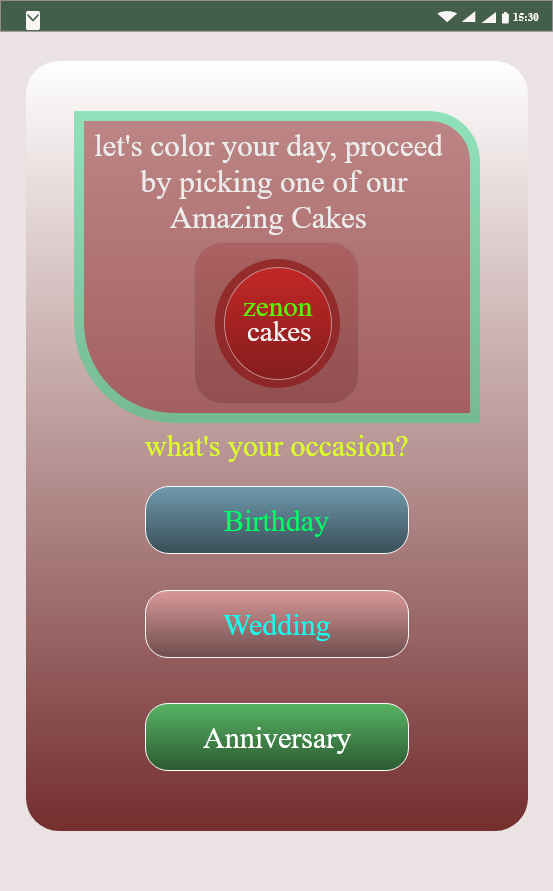 15:30
let's color your day, proceed
by picking one of our
Amazing Cakes
zenon
cakes
what's your occasion?
Birthday
Wedding
Anniversary